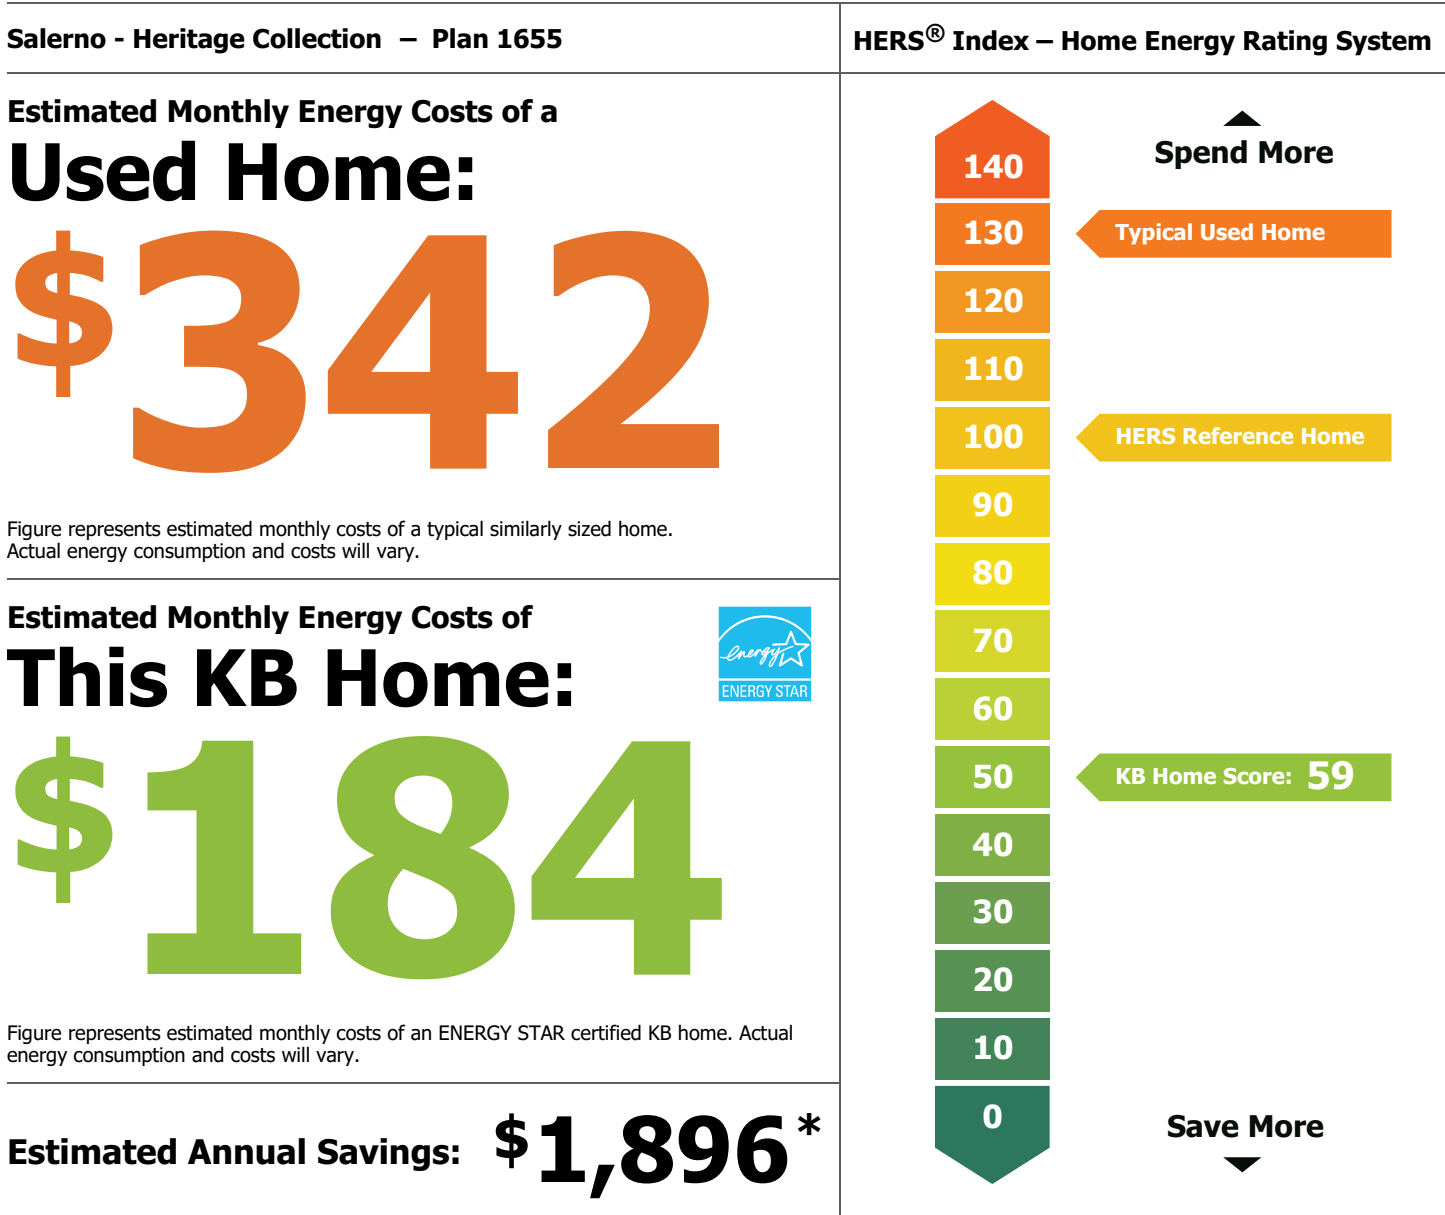 Salerno - Heritage Collection – Plan 1655
Estimated Monthly Energy Costs of a
Used Home:
$342
Figure represents estimated monthly costs of a typical similarly sized home.
Actual energy consumption and costs will vary.
Estimated Monthly Energy Costs of
This KB Home:
energy
ENERGY STAR
$184
Figure represents estimated monthly costs of an ENERGY STAR certified KB home. Actual
energy consumption and costs will vary.
Estimated Annual Savings: $1,896*
HERS® Index – Home Energy Rating System
Spend More
140
130 Typical Used Home
120
110
100 HERS Reference Home
90
80
70
60
50 KB Home Score: 59
40
30
20
10
0
Save More